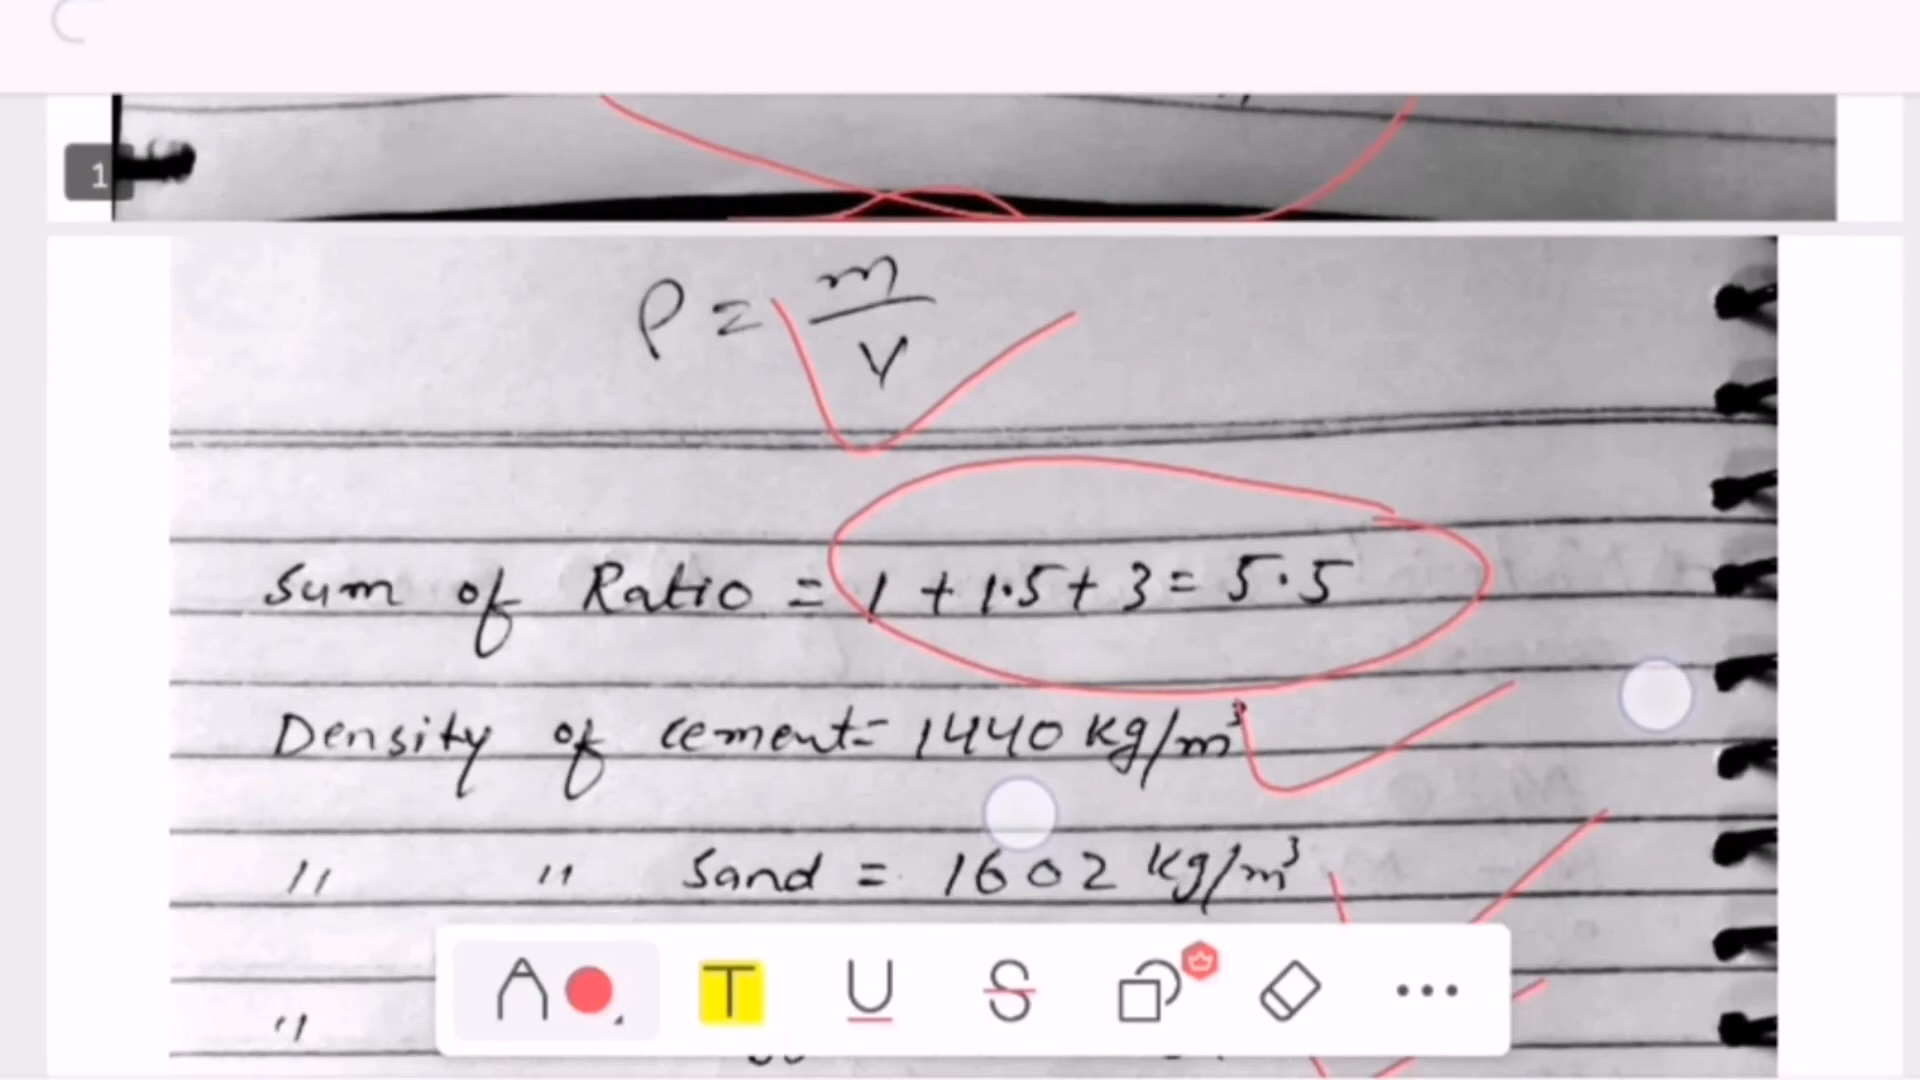 1
ρ = m
V
Sum of Ratio = 1 + 1.5 + 3 = 5.5
Density of cement = 1440 kg/m³
" " Sand = 1602 kg/m³
"
T U S